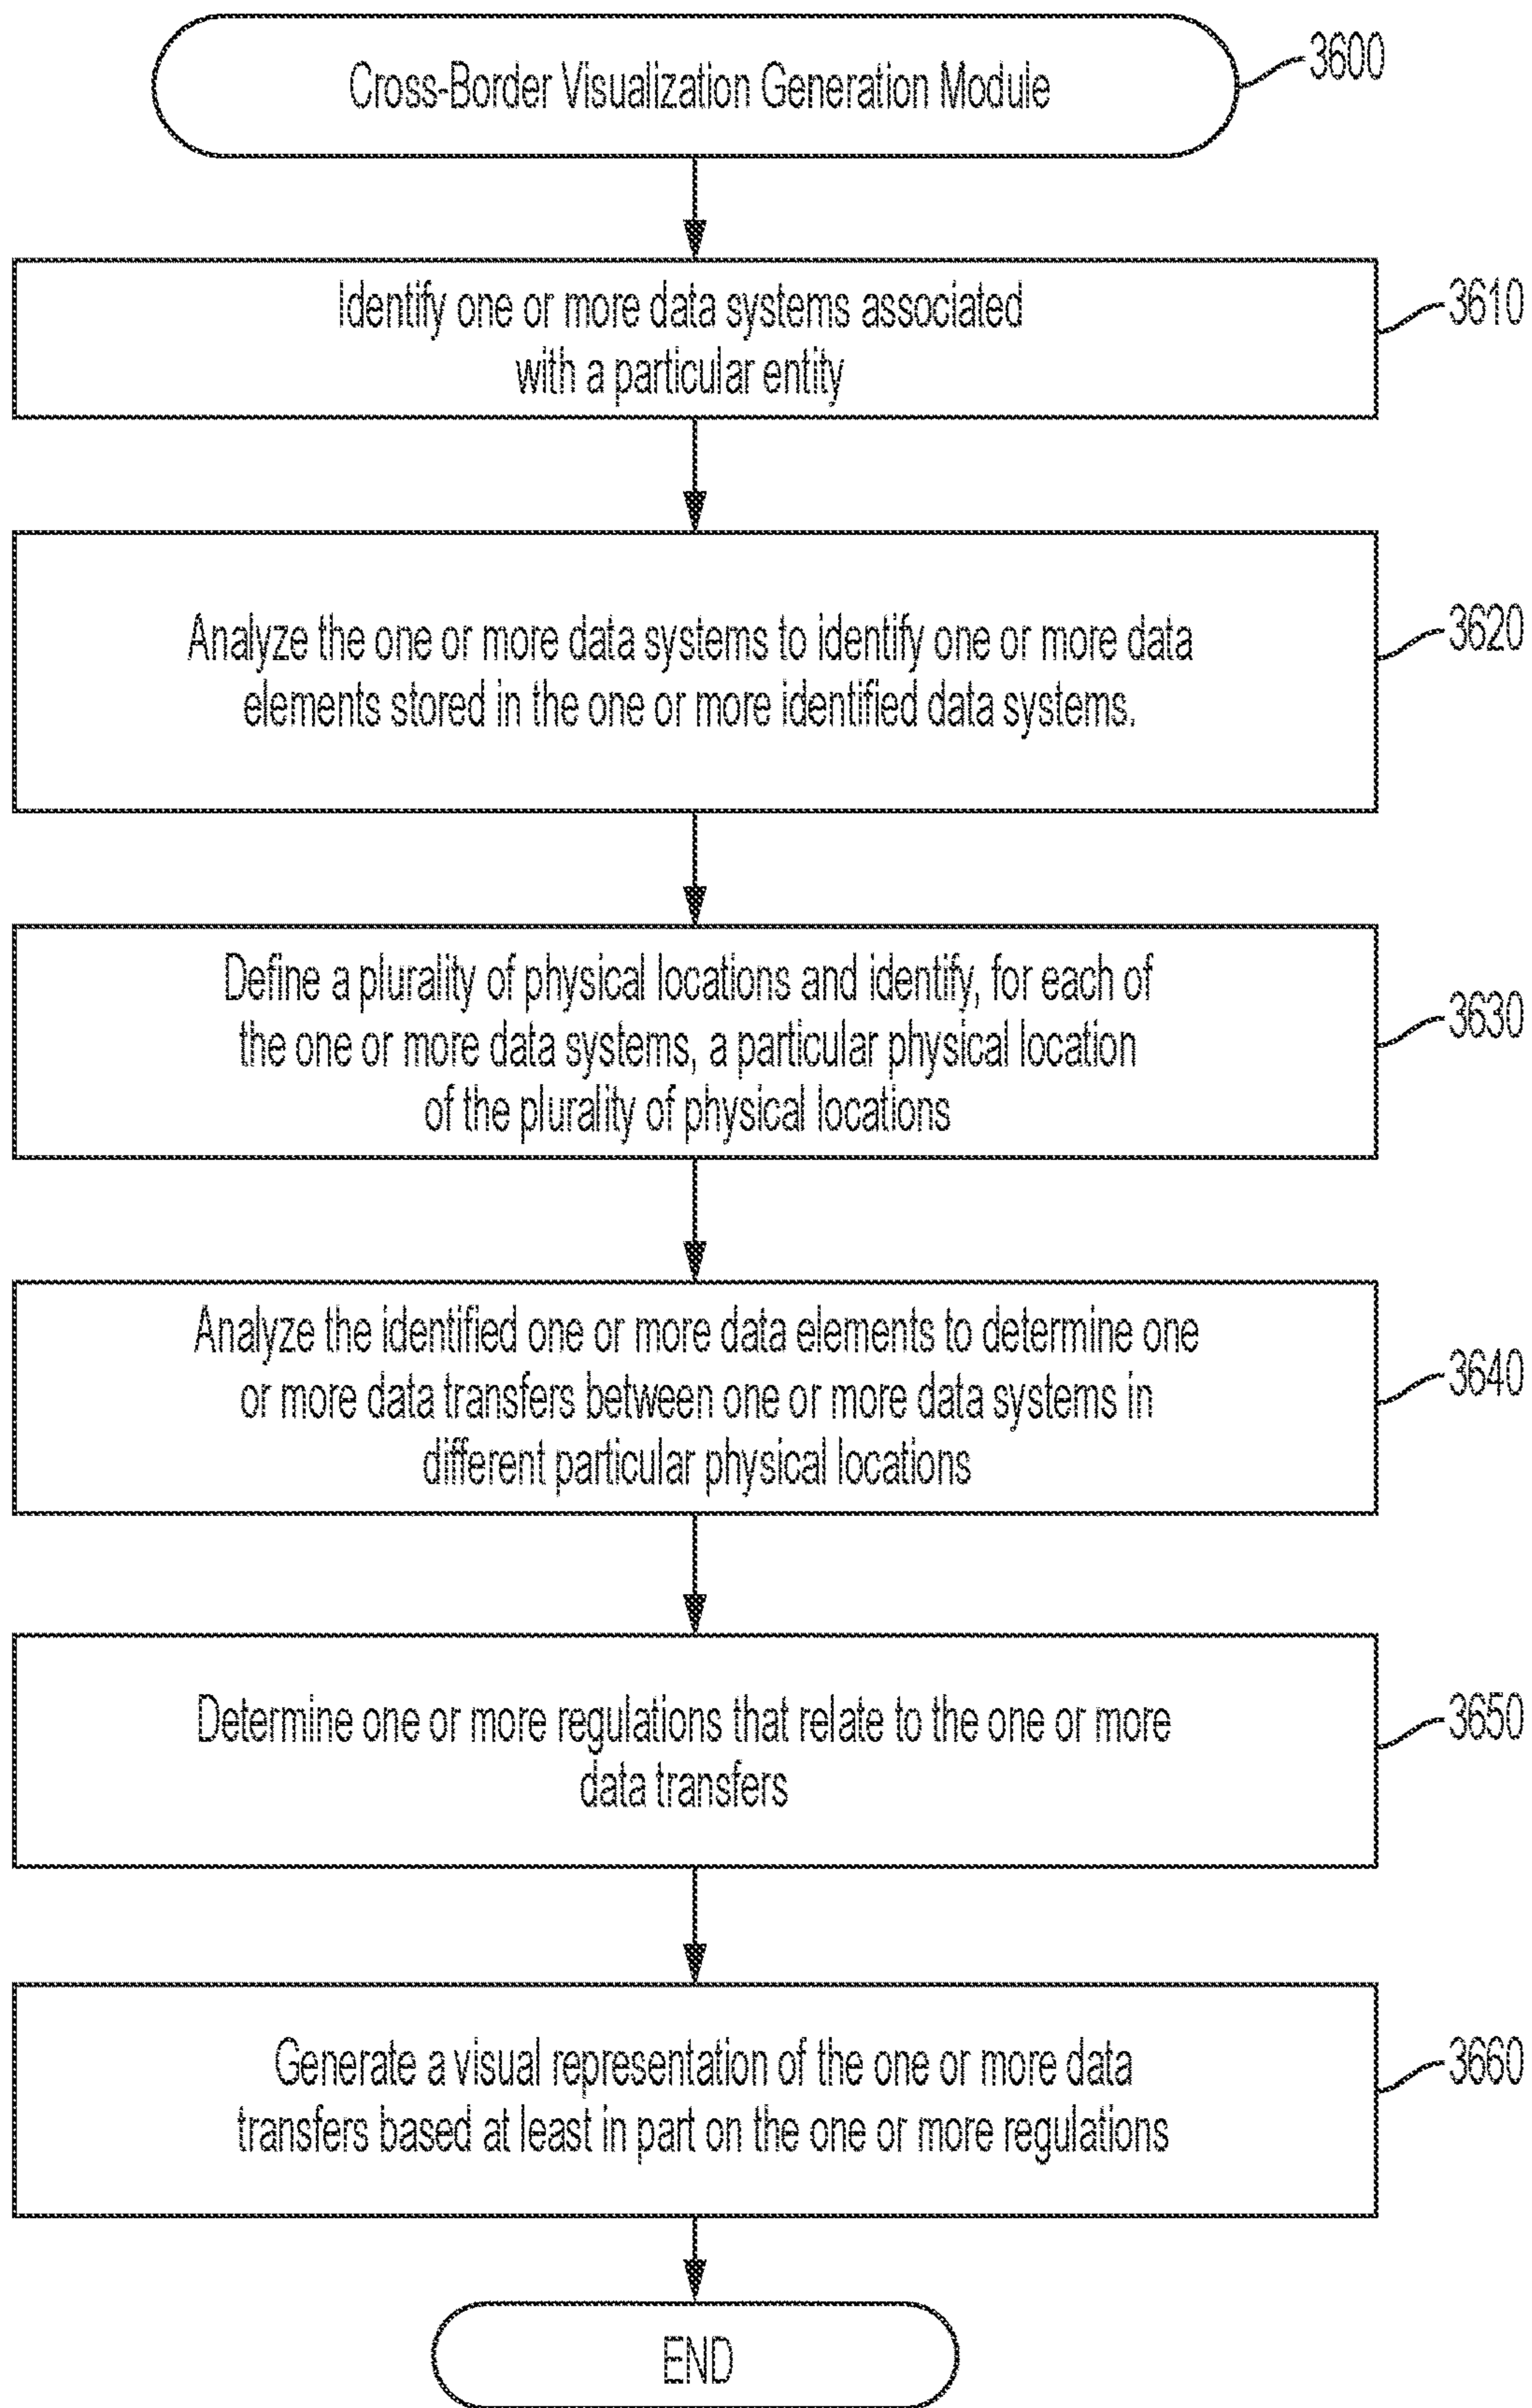 Cross-Border Visualization Generation Module
3600
Identify one or more data systems associated
with a particular entity
3610
Analyze the one or more data systems to identify one or more data
elements stored in the one or more identified data systems.
3620
Define a plurality of physical locations and identify, for each of
the one or more data systems, a particular physical location
of the plurality of physical locations
3630
Analyze the identified one or more data elements to determine one
or more data transfers between one or more data systems in
different particular physical locations
3640
Determine one or more regulations that relate to the one or more
data transfers
3650
Generate a visual representation of the one or more data
transfers based at least in part on the one or more regulations
3660
END